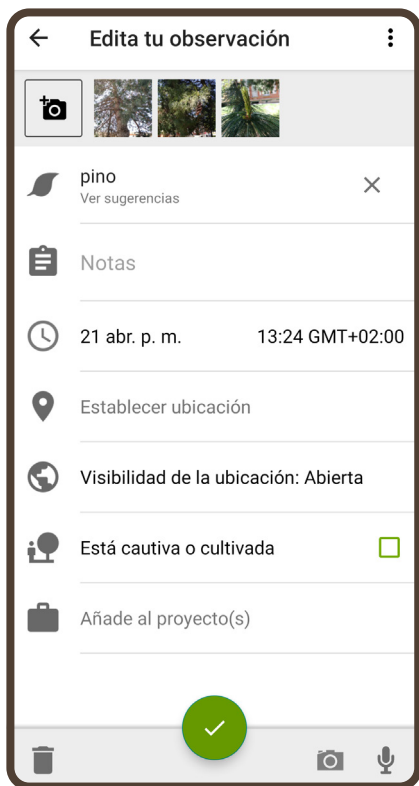 Edita tu observación
pino
Ver sugerencias
Notas
21 abr. p. m. 13:24 GMT+02:00
Establecer ubicación
Visibilidad de la ubicación: Abierta
Está cautiva o cultivada
Añade al proyecto(s)